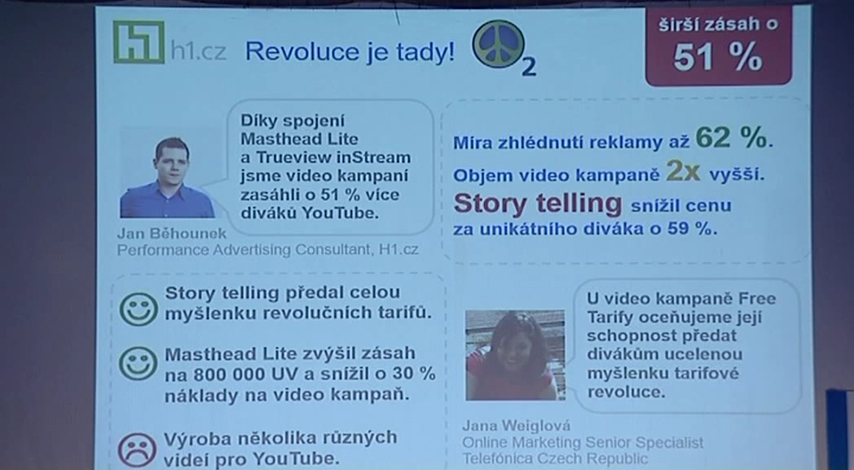 h1 h1.cz Revoluce je tady! O2
širší zásah o
51 %
Díky spojení
Masthead Lite
a Trueview inStream
jsme video kampaní
zasáhli o 51 % více
diváků YouTube.
Jan Běhounek
Performance Advertising Consultant, H1.cz
Míra zhlédnutí reklamy až 62 %.
Objem video kampaně 2x vyšší.
Story telling snížil cenu
za unikátního diváka o 59 %.
Story telling předal celou
myšlenku revolučních tarifů.
Masthead Lite zvýšil zásah
na 800 000 UV a snížil o 30 %
náklady na video kampaň.
Výroba několika různých
videí pro YouTube.
U video kampaně Free
Tarify oceňujeme její
schopnost předat
divákům ucelenou
myšlenku tarifové
revoluce.
Jana Weiglová
Online Marketing Senior Specialist
Telefónica Czech Republic